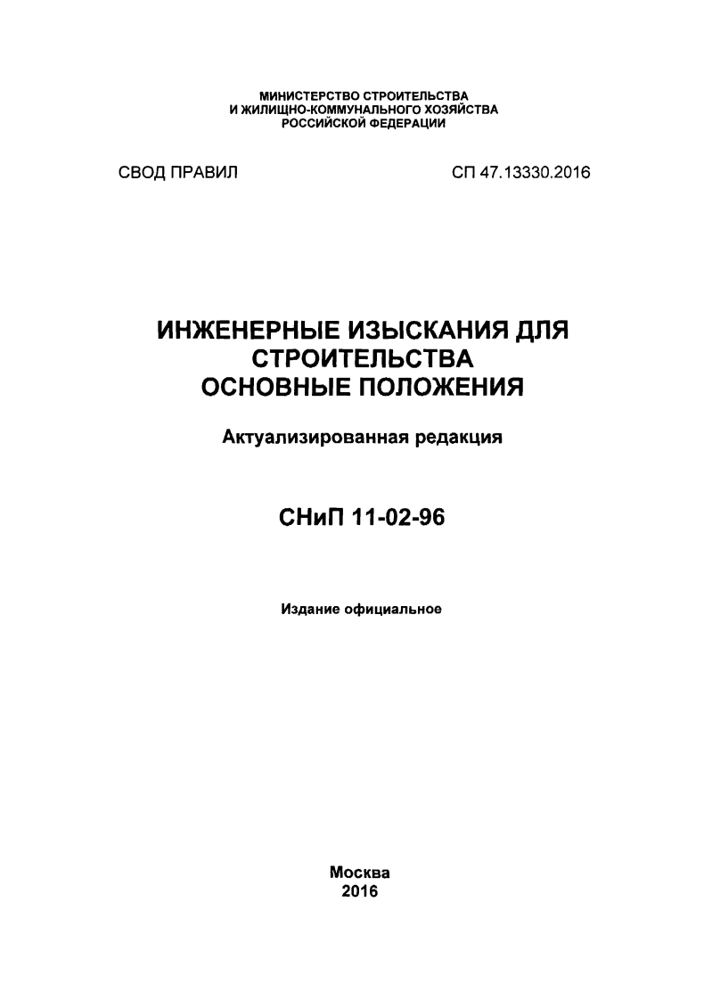 МИНИСТЕРСТВО СТРОИТЕЛЬСТВА
И ЖИЛИЩНО-КОММУНАЛЬНОГО ХОЗЯЙСТВА
РОССИЙСКОЙ ФЕДЕРАЦИИ
СВОД ПРАВИЛ СП 47.13330.2016
ИНЖЕНЕРНЫЕ ИЗЫСКАНИЯ ДЛЯ
СТРОИТЕЛЬСТВА
ОСНОВНЫЕ ПОЛОЖЕНИЯ
Актуализированная редакция
СНиП 11-02-96
Издание официальное
Москва
2016